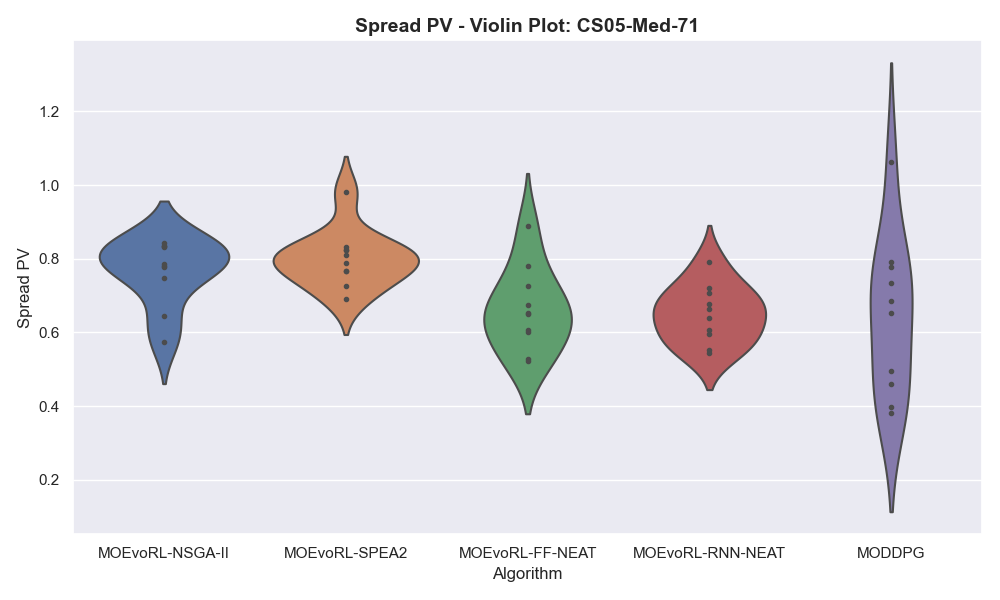 Spread PV - Violin Plot: CS05-Med-71
Spread PV
1.2
1.0
0.8
0.6
0.4
0.2
MOEvoRL-NSGA-II
MOEvoRL-SPEA2
MOEvoRL-FF-NEAT
MOEvoRL-RNN-NEAT
MODDPG
Algorithm